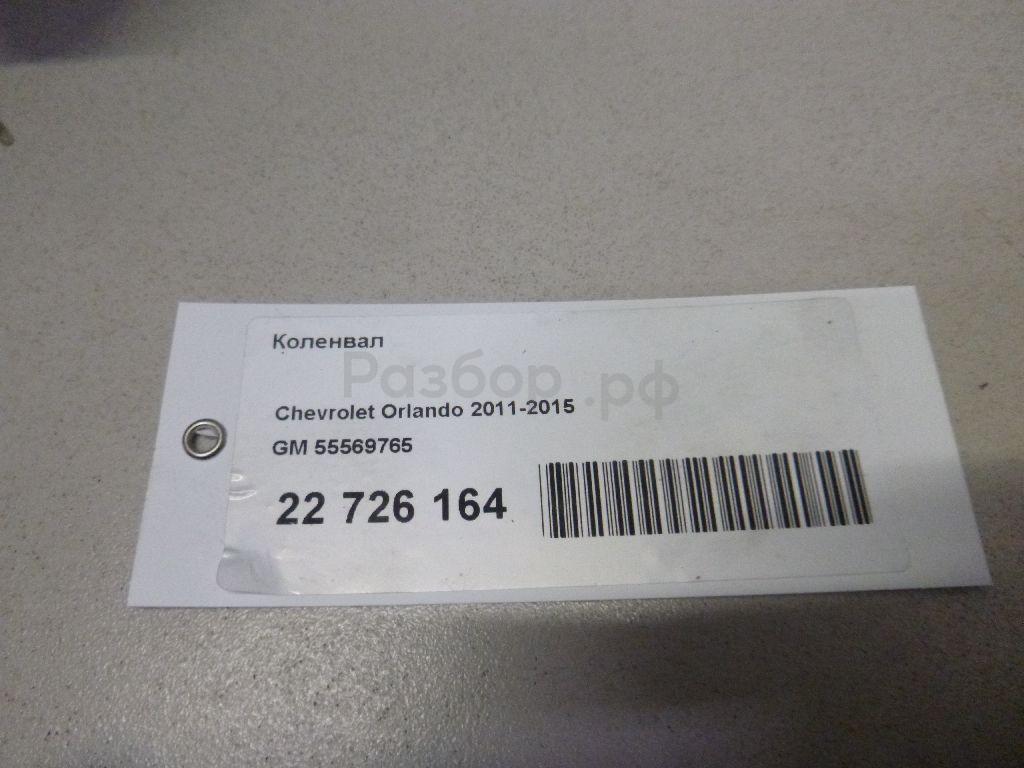 Коленвал
Разбор.рф
Chevrolet Orlando 2011-2015
GM 55569765
22 726 164